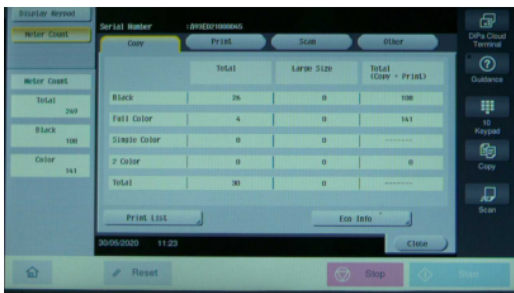 Display Keypad
Meter Count
Serial Number :A93E021000045
Copy Print Scan Other
Total Large Size Total
(Copy + Print)
Black 26 0 108
Full Color 4 0 141
Single Color 0 0 -------
2 Color 0 0 0
Total 30 0 -------
Print List Eco Info
30/05/2020 11:23 Close
Meter Count
Total
249
Black
108
Color
141
DiPs Cloud
Terminal
Guidance
10
Keypad
Copy
Scan
Reset Stop Start